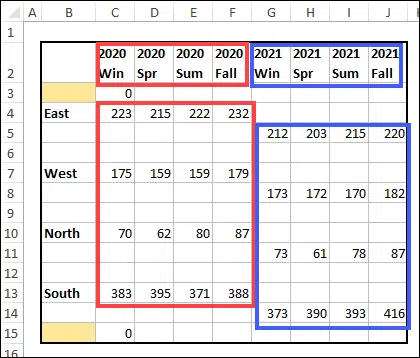 A B C D E F G H I J
1
2020 2020 2020 2020 2021 2021 2021 2021
2 Win Spr Sum Fall Win Spr Sum Fall
3 0
4 East 223 215 222 232
5 212 203 215 220
6
7 West 175 159 159 179
8 173 172 170 182
9
10 North 70 62 80 87
11 73 61 78 87
12
13 South 383 395 371 388
14 373 390 393 416
15 0
16